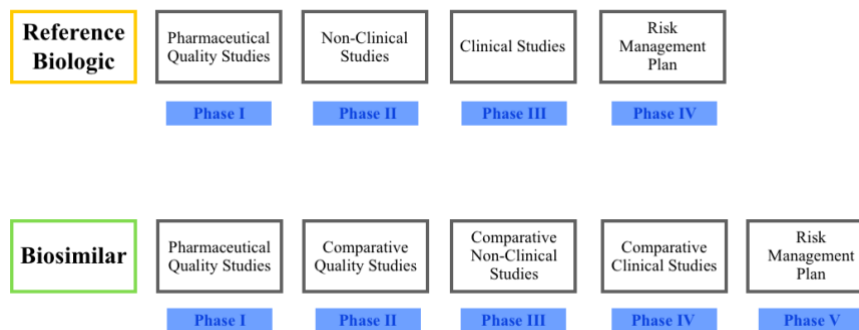 Reference
Biologic
Pharmaceutical
Quality Studies
Non-Clinical
Studies
Clinical Studies
Risk
Management
Plan
Phase I
Phase II
Phase III
Phase IV
Biosimilar
Pharmaceutical
Quality Studies
Comparative
Quality Studies
Comparative
Non-Clinical
Studies
Comparative
Clinical Studies
Risk
Management
Plan
Phase I
Phase II
Phase III
Phase IV
Phase V